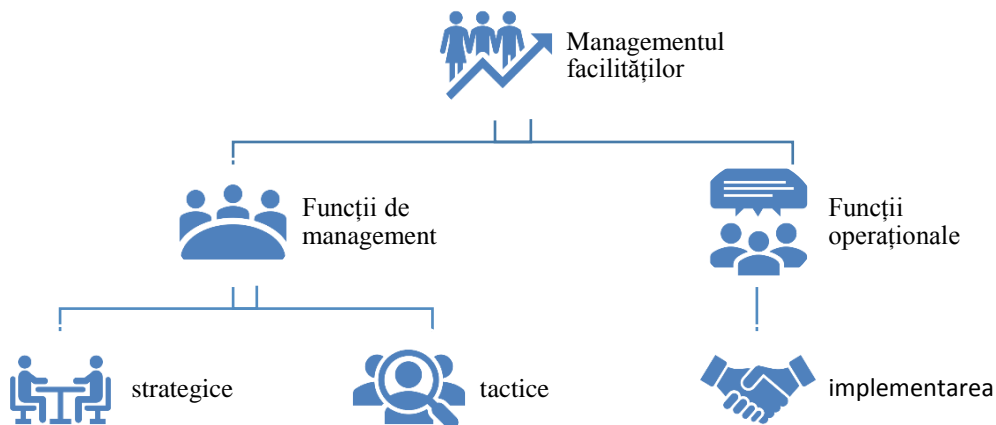 Managementul
facilităților
Funcții de
management
Funcții
operaționale
strategice
tactice
implementarea